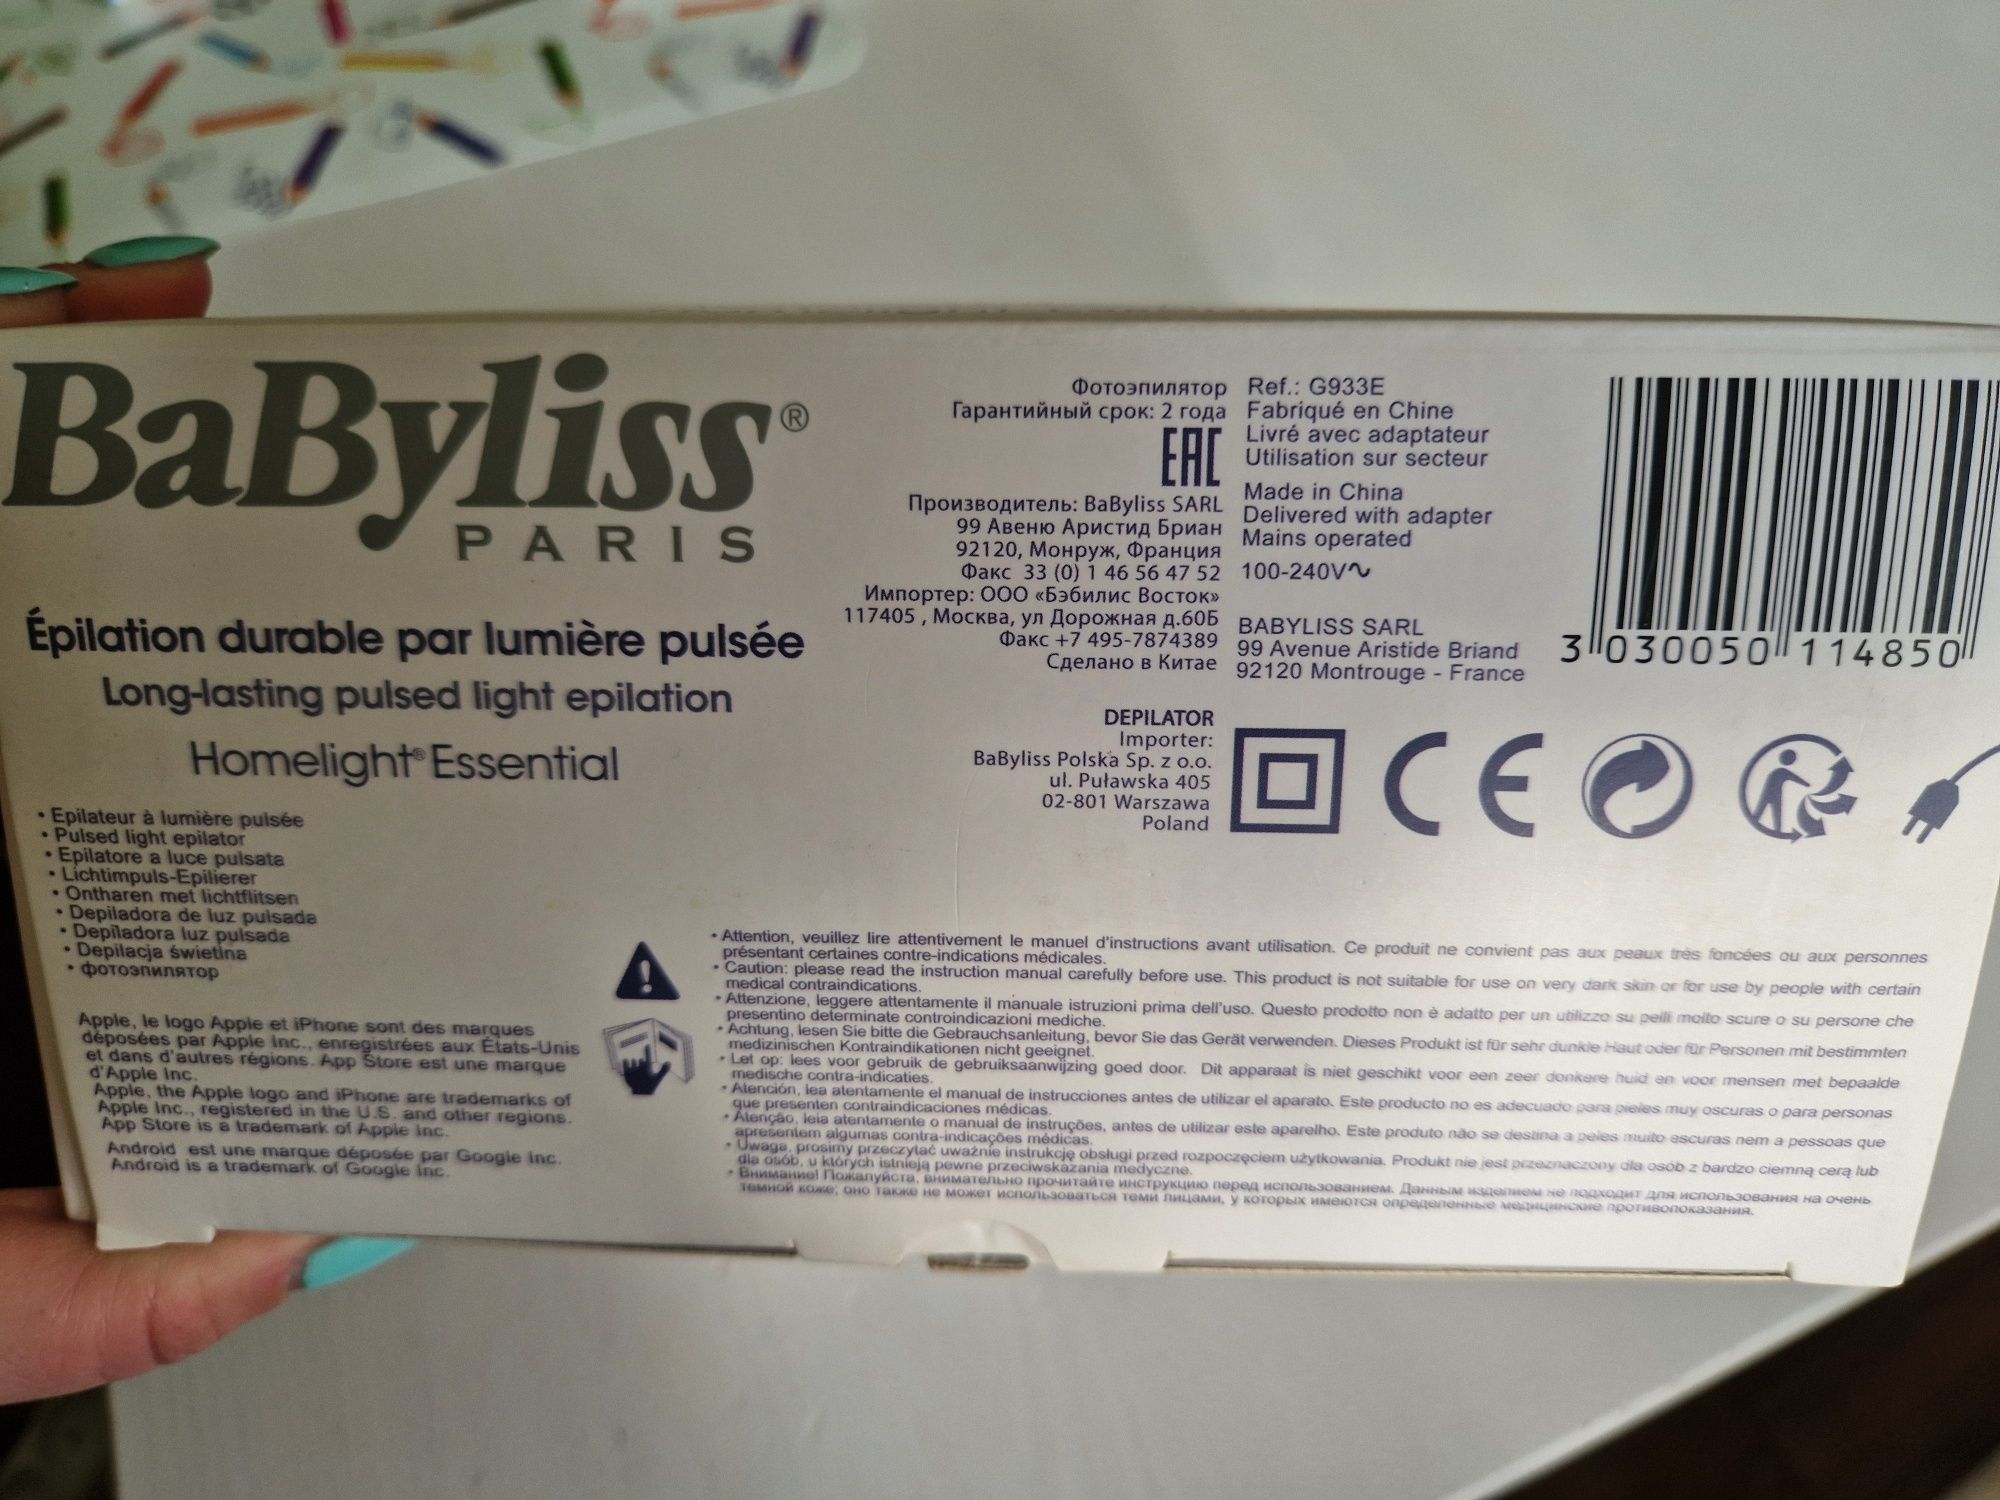 BaByliss®
PARIS
Épilation durable par lumière pulsée
Long-lasting pulsed light epilation
Homelight® Essential
• Epilateur à lumière pulsée
• Pulsed light epilator
• Epilatore a luce pulsata
• Lichtimpuls-Epilierer
• Ontharen met lichtflitsen
• Depiladora de luz pulsada
• Depiladora luz pulsada
• Depilacja świetlna
• фотоэпилятор
Apple, le logo Apple et iPhone sont des marques
déposées par Apple Inc., enregistrées aux États-Unis
et dans d'autres régions. App Store est une marque
d'Apple Inc.
Apple, the Apple logo and iPhone are trademarks of
Apple Inc., registered in the U.S. and other regions.
App Store is a trademark of Apple Inc.
Android est une marque déposée par Google Inc.
Android is a trademark of Google Inc.
Фотоэпилятор
Гарантийный срок: 2 года
EAC
Производитель: BaByliss SARL
99 Авеню Аристид Бриан
92120, Монруж, Франция
Факс 33 (0) 1 46 56 47 52
Импортер: ООО «Бэбилис Восток»
117405 , Москва, ул Дорожная д.60Б
Факс +7 495-7874389
Сделано в Китае
DEPILATOR
Importer:
BaByliss Polska Sp. z o.o.
ul. Puławska 405
02-801 Warszawa
Poland
Ref.: G933E
Fabriqué en Chine
Livré avec adaptateur
Utilisation sur secteur
Made in China
Delivered with adapter
Mains operated
100-240V~
BABYLISS SARL
99 Avenue Aristide Briand
92120 Montrouge - France
3 030050 114850
CE
• Attention, veuillez lire attentivement le manuel d'instructions avant utilisation. Ce produit ne convient pas aux peaux très foncées ou aux personnes
présentant certaines contre-indications médicales.
• Caution: please read the instruction manual carefully before use. This product is not suitable for use on very dark skin or for use by people with certain
medical contraindications.
• Attenzione, leggere attentamente il manuale istruzioni prima dell'uso. Questo prodotto non è adatto per un utilizzo su pelli molto scure o su persone che
presentino determinate controindicazioni mediche.
• Achtung, lesen Sie bitte die Gebrauchsanleitung, bevor Sie das Gerät verwenden. Dieses Produkt ist für sehr dunkle Haut oder für Personen mit bestimmten
medizinischen Kontraindikationen nicht geeignet.
• Let op: lees voor gebruik de gebruiksaanwijzing goed door. Dit apparaat is niet geschikt voor een zeer donkere huid en voor mensen met bepaalde
medische contra-indicaties.
• Atención, lea atentamente el manual de instrucciones antes de utilizar el aparato. Este producto no es adecuado para pieles muy oscuras o para personas
que presenten contraindicaciones médicas.
• Atenção, leia atentamente o manual de instruções, antes de utilizar este aparelho. Este produto não se destina a peles muito escuras nem a pessoas que
apresentem algumas contra-indicações médicas.
• Uwaga, prosimy przeczytać uważnie instrukcję obsługi przed rozpoczęciem użytkowania. Produkt nie jest przeznaczony dla osób z bardzo ciemną cerą lub
dla osób, u których istnieją pewne przeciwskazania medyczne.
• Внимание! Пожалуйста, внимательно прочитайте инструкцию перед использованием. Данным изделием не подходит для использования на очень
темной коже; оно также не может использоваться теми лицами, у которых имеются определенные медицинские противопоказания.